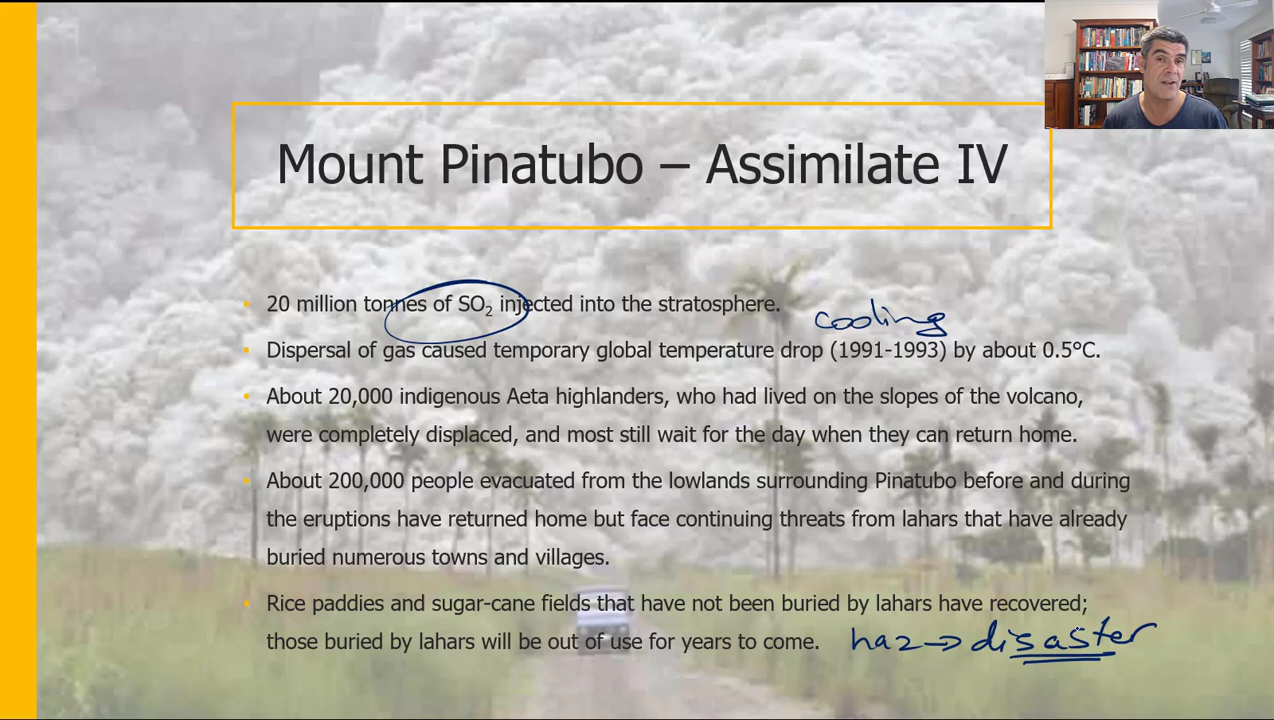 Mount Pinatubo – Assimilate IV
• 20 million tonnes of SO₂ injected into the stratosphere.
cooling
• Dispersal of gas caused temporary global temperature drop (1991-1993) by about 0.5°C.
• About 20,000 indigenous Aeta highlanders, who had lived on the slopes of the volcano,
were completely displaced, and most still wait for the day when they can return home.
• About 200,000 people evacuated from the lowlands surrounding Pinatubo before and during
the eruptions have returned home but face continuing threats from lahars that have already
buried numerous towns and villages.
• Rice paddies and sugar-cane fields that have not been buried by lahars have recovered;
those buried by lahars will be out of use for years to come.
haz → disaster